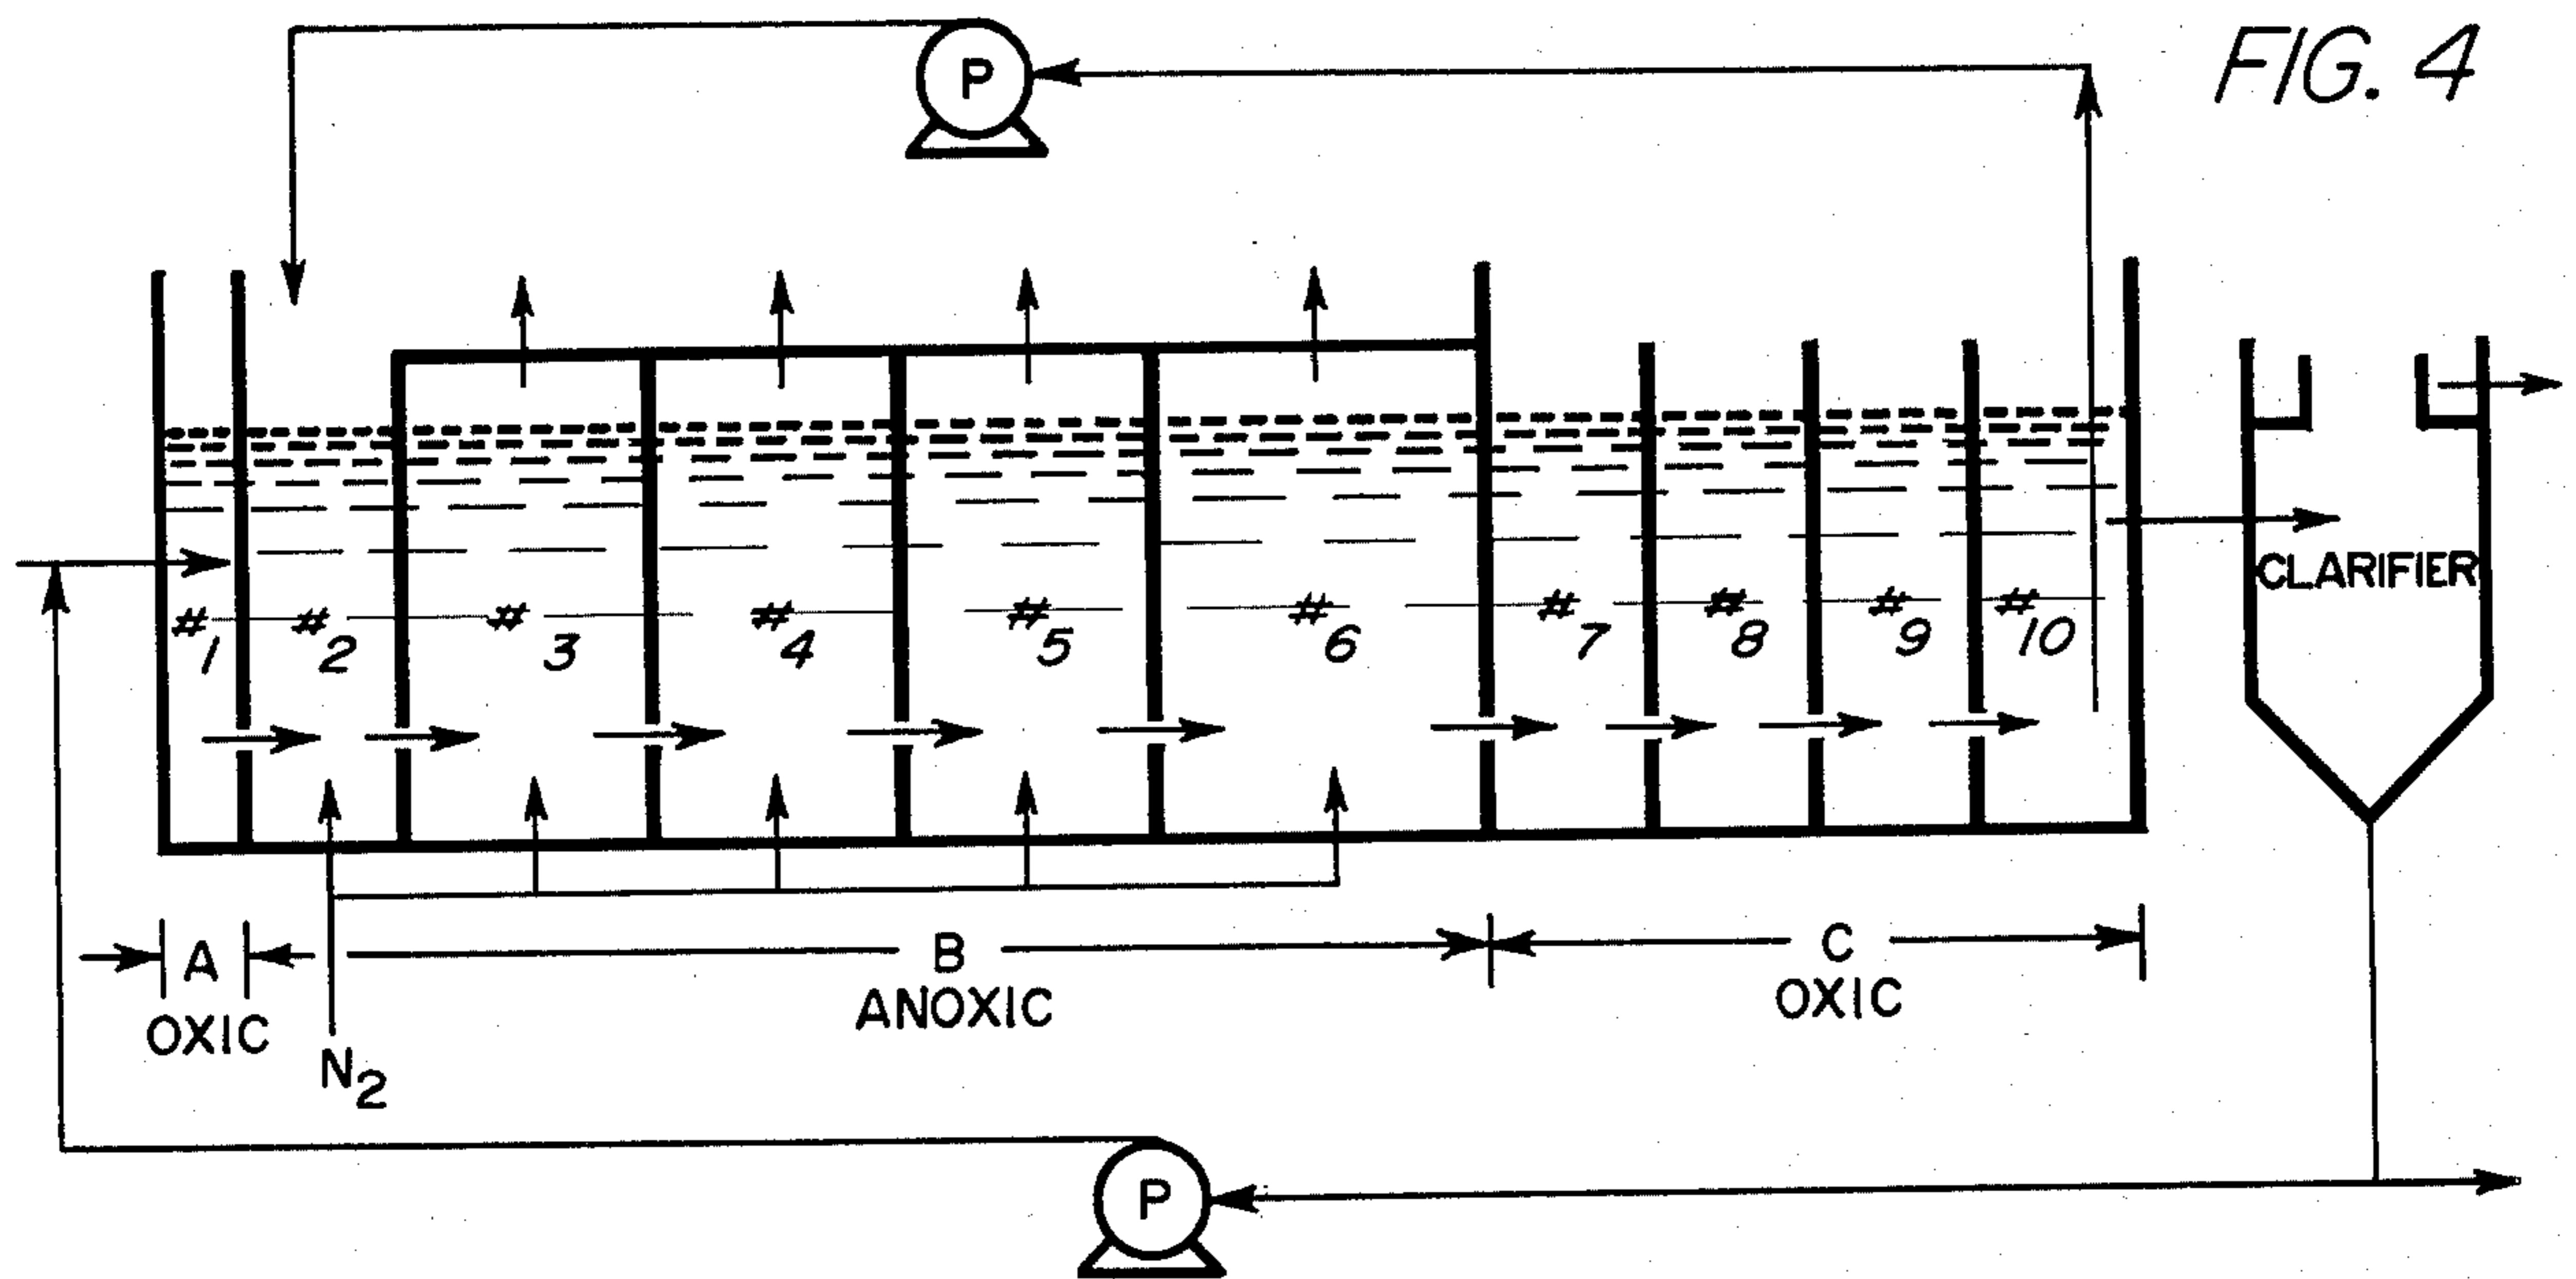 FIG. 4
P
CLARIFIER
#1 #2 #3 #4 #5 #6 #7 #8 #9 #10
A B C
OXIC ANOXIC OXIC
N2
P